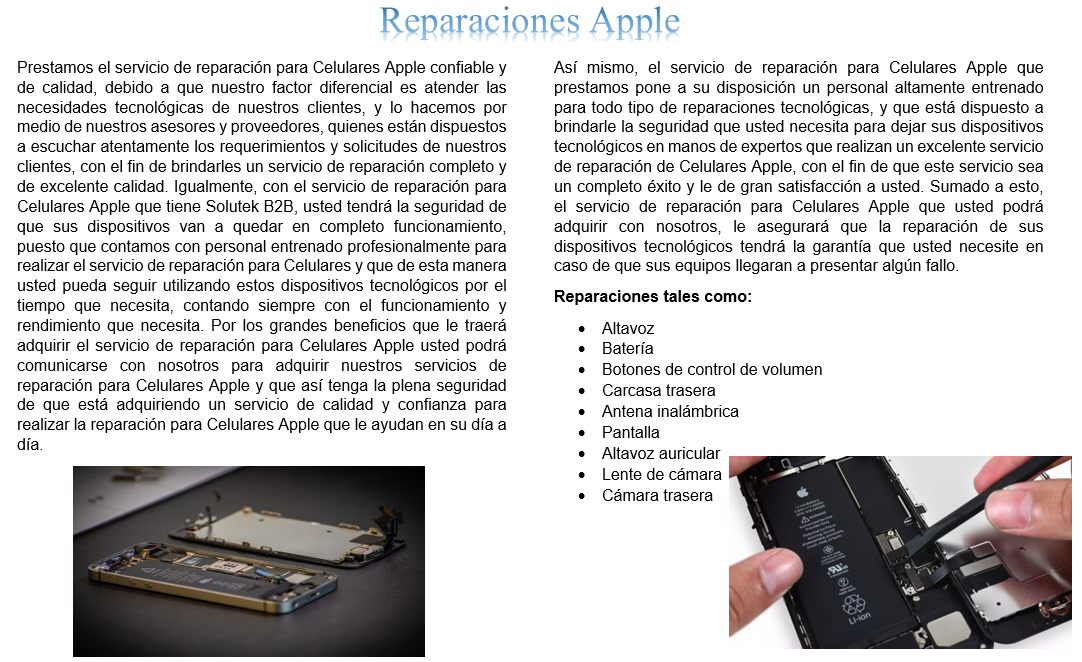 Reparaciones Apple
Prestamos el servicio de reparación para Celulares Apple confiable y
de calidad, debido a que nuestro factor diferencial es atender las
necesidades tecnológicas de nuestros clientes, y lo hacemos por
medio de nuestros asesores y proveedores, quienes están dispuestos
a escuchar atentamente los requerimientos y solicitudes de nuestros
clientes, con el fin de brindarles un servicio de reparación completo y
de excelente calidad. Igualmente, con el servicio de reparación para
Celulares Apple que tiene Solutek B2B, usted tendrá la seguridad de
que sus dispositivos van a quedar en completo funcionamiento,
puesto que contamos con personal entrenado profesionalmente para
realizar el servicio de reparación para Celulares y que de esta manera
usted pueda seguir utilizando estos dispositivos tecnológicos por el
tiempo que necesita, contando siempre con el funcionamiento y
rendimiento que necesita. Por los grandes beneficios que le traerá
adquirir el servicio de reparación para Celulares Apple usted podrá
comunicarse con nosotros para adquirir nuestros servicios de
reparación para Celulares Apple y que así tenga la plena seguridad
de que está adquiriendo un servicio de calidad y confianza para
realizar la reparación para Celulares Apple que le ayudan en su día a
día.
Así mismo, el servicio de reparación para Celulares Apple que
prestamos pone a su disposición un personal altamente entrenado
para todo tipo de reparaciones tecnológicas, y que está dispuesto a
brindarle la seguridad que usted necesita para dejar sus dispositivos
tecnológicos en manos de expertos que realizan un excelente servicio
de reparación de Celulares Apple, con el fin de que este servicio sea
un completo éxito y le de gran satisfacción a usted. Sumado a esto,
el servicio de reparación para Celulares Apple que usted podrá
adquirir con nosotros, le asegurará que la reparación de sus
dispositivos tecnológicos tendrá la garantía que usted necesite en
caso de que sus equipos llegaran a presentar algún fallo.
Reparaciones tales como:
• Altavoz
• Batería
• Botones de control de volumen
• Carcasa trasera
• Antena inalámbrica
• Pantalla
• Altavoz auricular
• Lente de cámara
• Cámara trasera
Li-ion